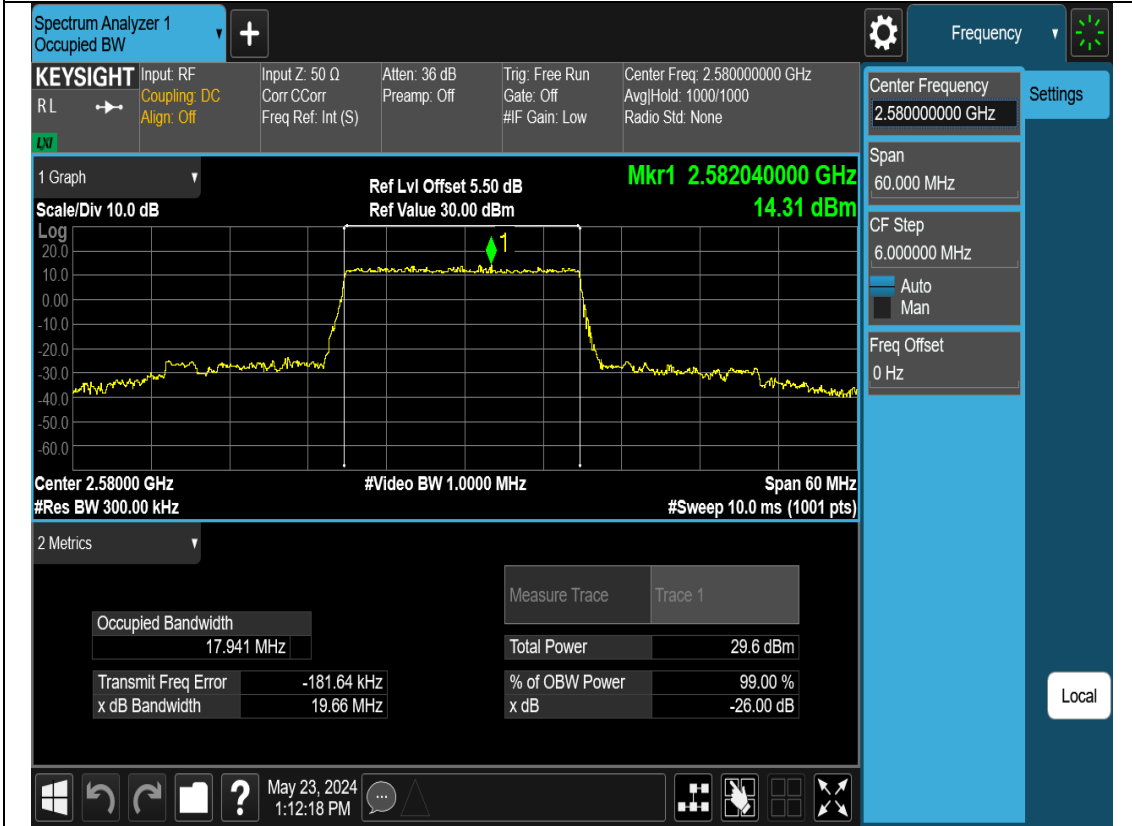 Spectrum Analyzer 1
Occupied BW
+
Frequency
KEYSIGHT
R L
LXI
Input: RF
Coupling: DC
Align: Off
Input Z: 50 Ω
Corr CCorr
Freq Ref: Int (S)
Atten: 36 dB
Preamp: Off
Trig: Free Run
Gate: Off
#IF Gain: Low
Center Freq: 2.580000000 GHz
Avg|Hold: 1000/1000
Radio Std: None
Center Frequency
2.580000000 GHz
Settings
Span
60.000 MHz
CF Step
6.000000 MHz
Auto
Man
Freq Offset
0 Hz
Local
1 Graph
Scale/Div 10.0 dB
Ref Lvl Offset 5.50 dB
Ref Value 30.00 dBm
Mkr1 2.582040000 GHz
14.31 dBm
Log
20.0
10.0
0.00
-10.0
-20.0
-30.0
-40.0
-50.0
-60.0
1
Center 2.58000 GHz
#Video BW 1.0000 MHz
Span 60 MHz
#Res BW 300.00 kHz
#Sweep 10.0 ms (1001 pts)
2 Metrics
Measure Trace Trace 1
Occupied Bandwidth
17.941 MHz
Total Power 29.6 dBm
Transmit Freq Error -181.64 kHz
% of OBW Power 99.00 %
x dB Bandwidth 19.66 MHz
x dB -26.00 dB
?
May 23, 2024
1:12:18 PM